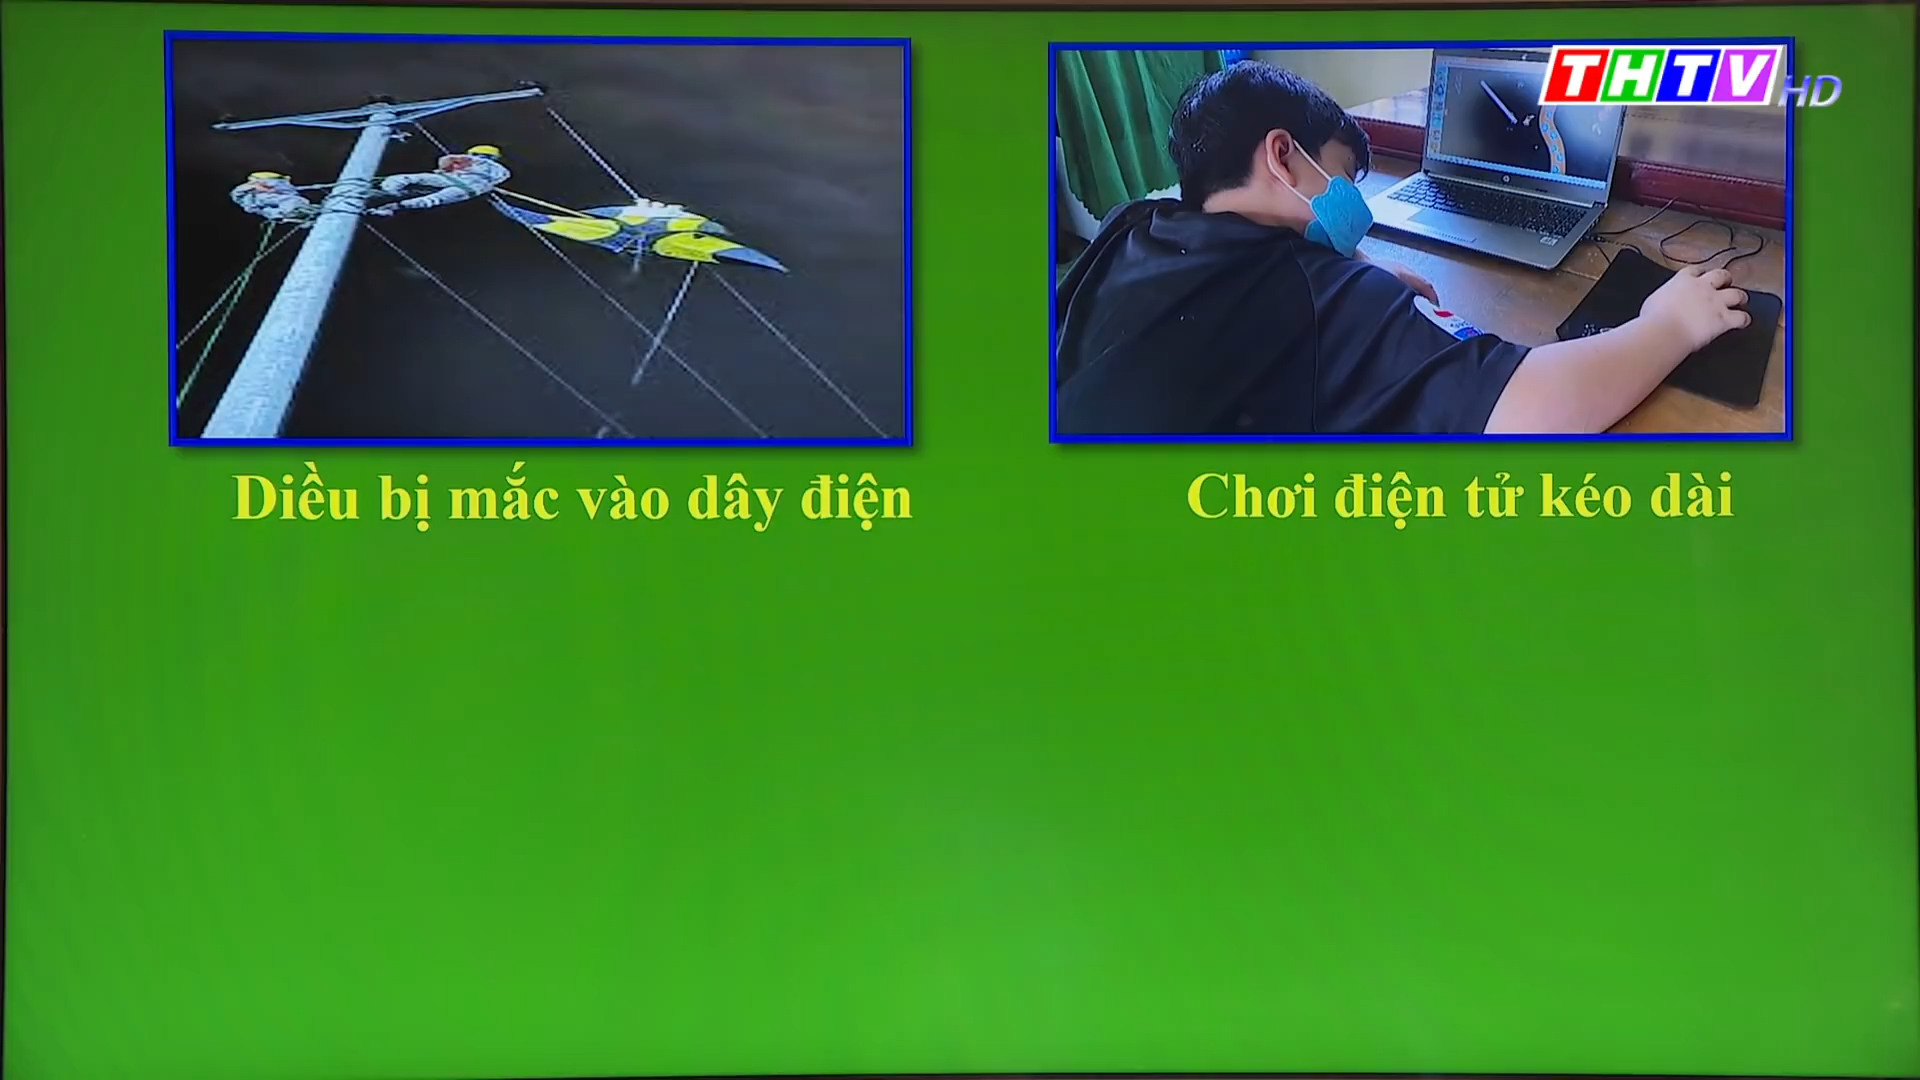 THTV HD
Diều bị mắc vào dây điện
Chơi điện tử kéo dài